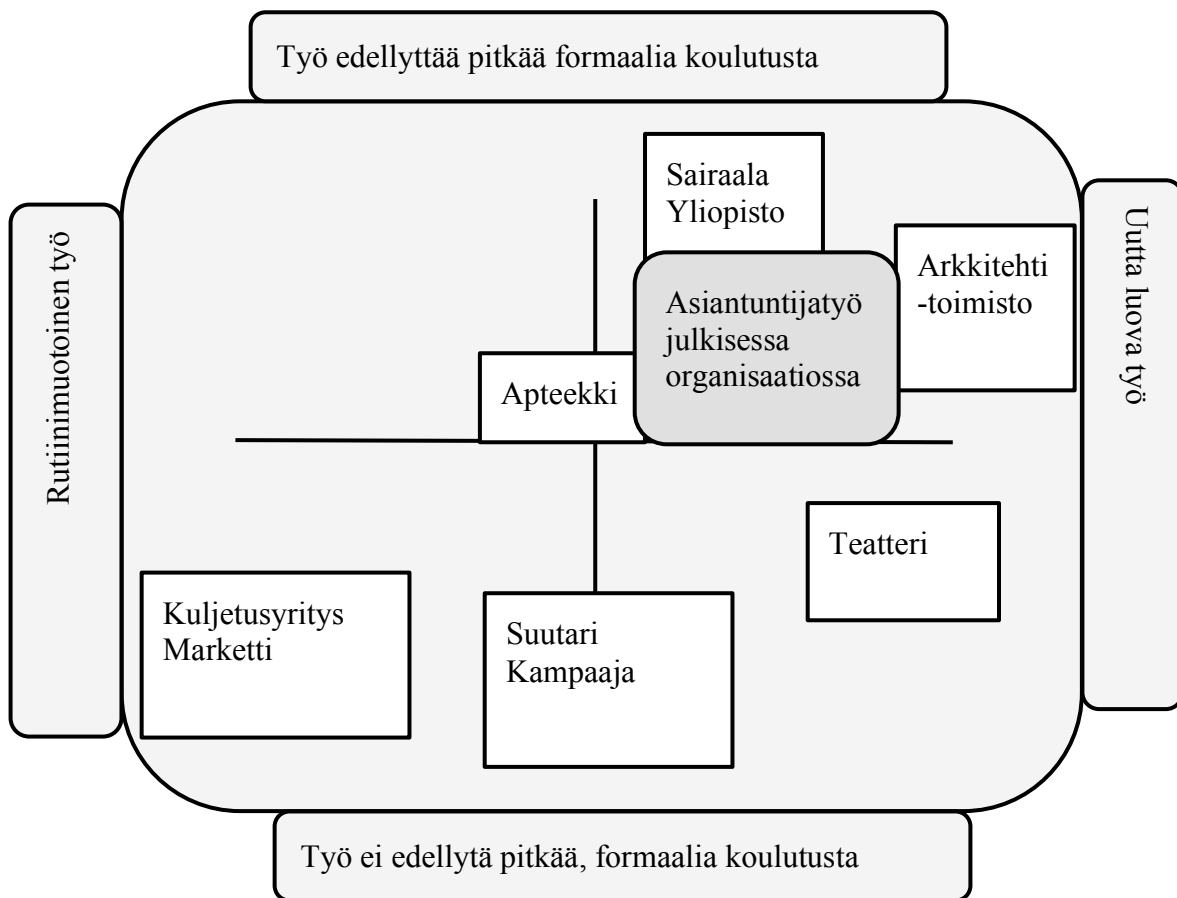 Työ edellyttää pitkää formaalia koulutusta
Sairaala
Yliopisto
Rutiinimuotoinen työ
Uutta luova työ
Arkkitehti
-toimisto
Asiantuntijatyö
julkisessa
organisaatiossa
Apteekki
Teatteri
Kuljetusyritys
Marketti
Suutari
Kampaaja
Työ ei edellytä pitkää, formaalia koulutusta